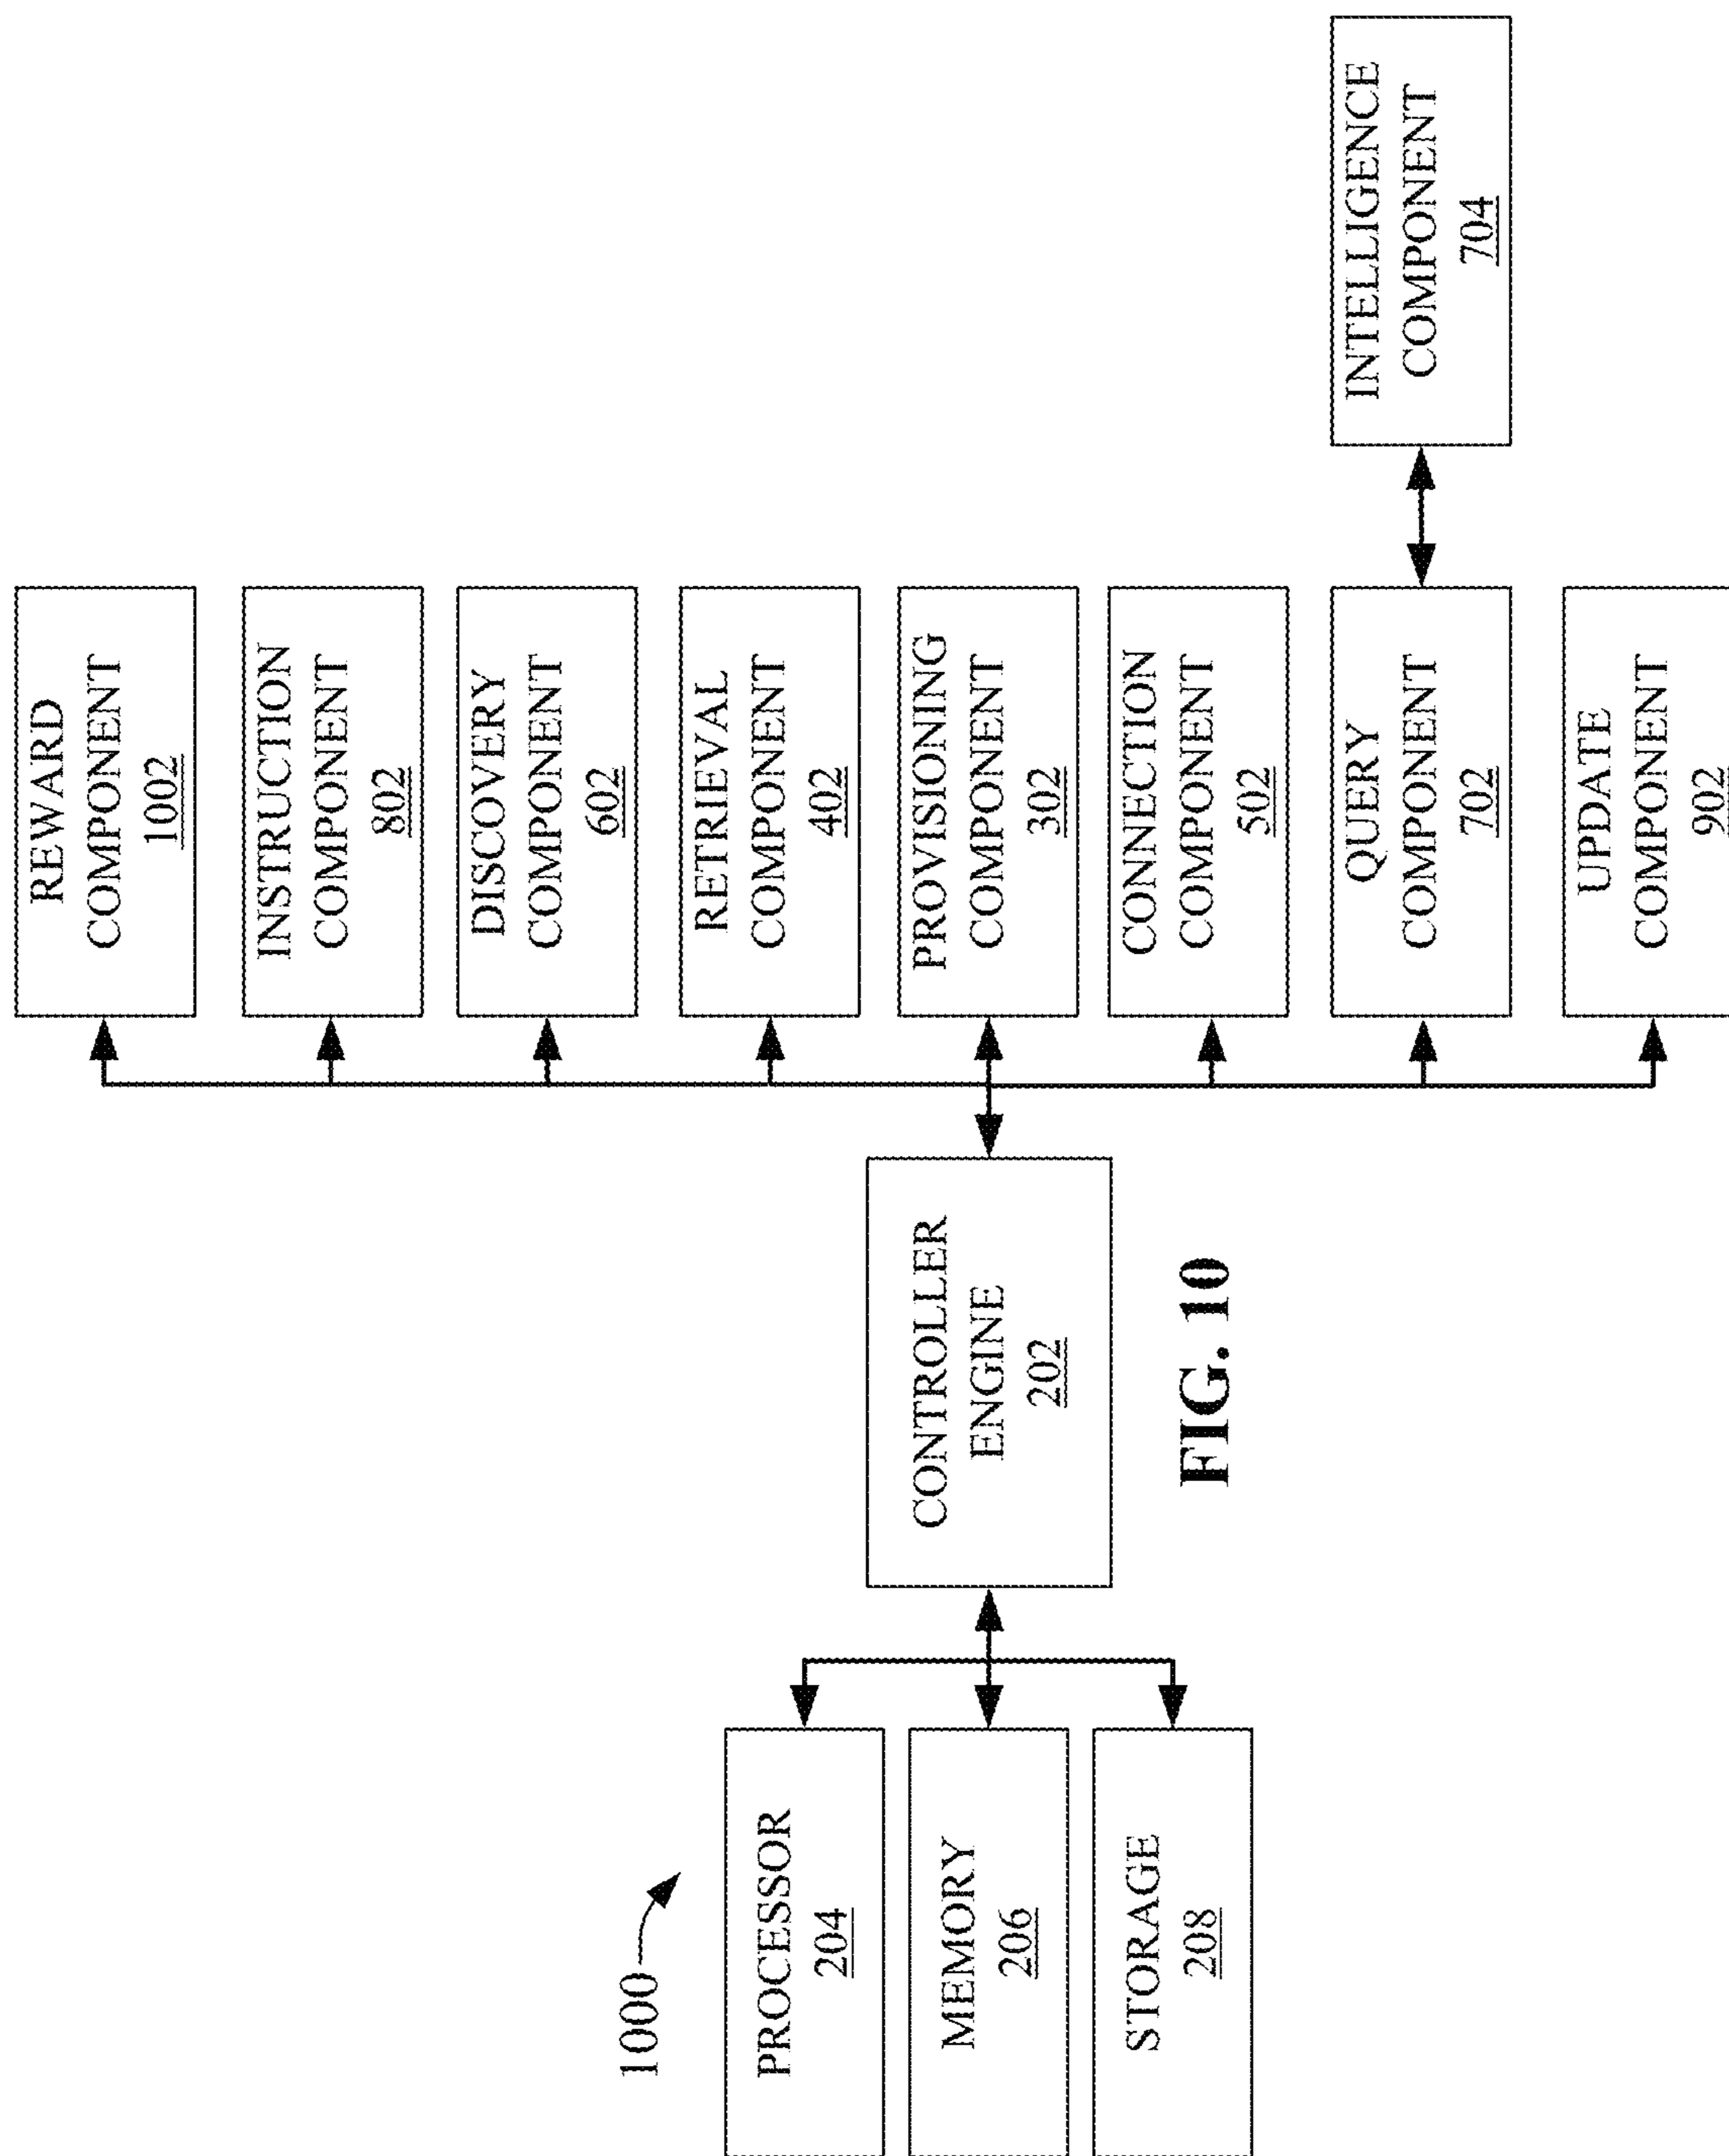 1000
PROCESSOR
204
MEMORY
206
STORAGE
208
CONTROLLER
ENGINE
202
REWARD
COMPONENT
1002
INSTRUCTION
COMPONENT
802
DISCOVERY
COMPONENT
602
RETRIEVAL
COMPONENT
402
PROVISIONING
COMPONENT
302
CONNECTION
COMPONENT
502
QUERY
COMPONENT
702
UPDATE
COMPONENT
902
INTELLIGENCE
COMPONENT
704
FIG. 10